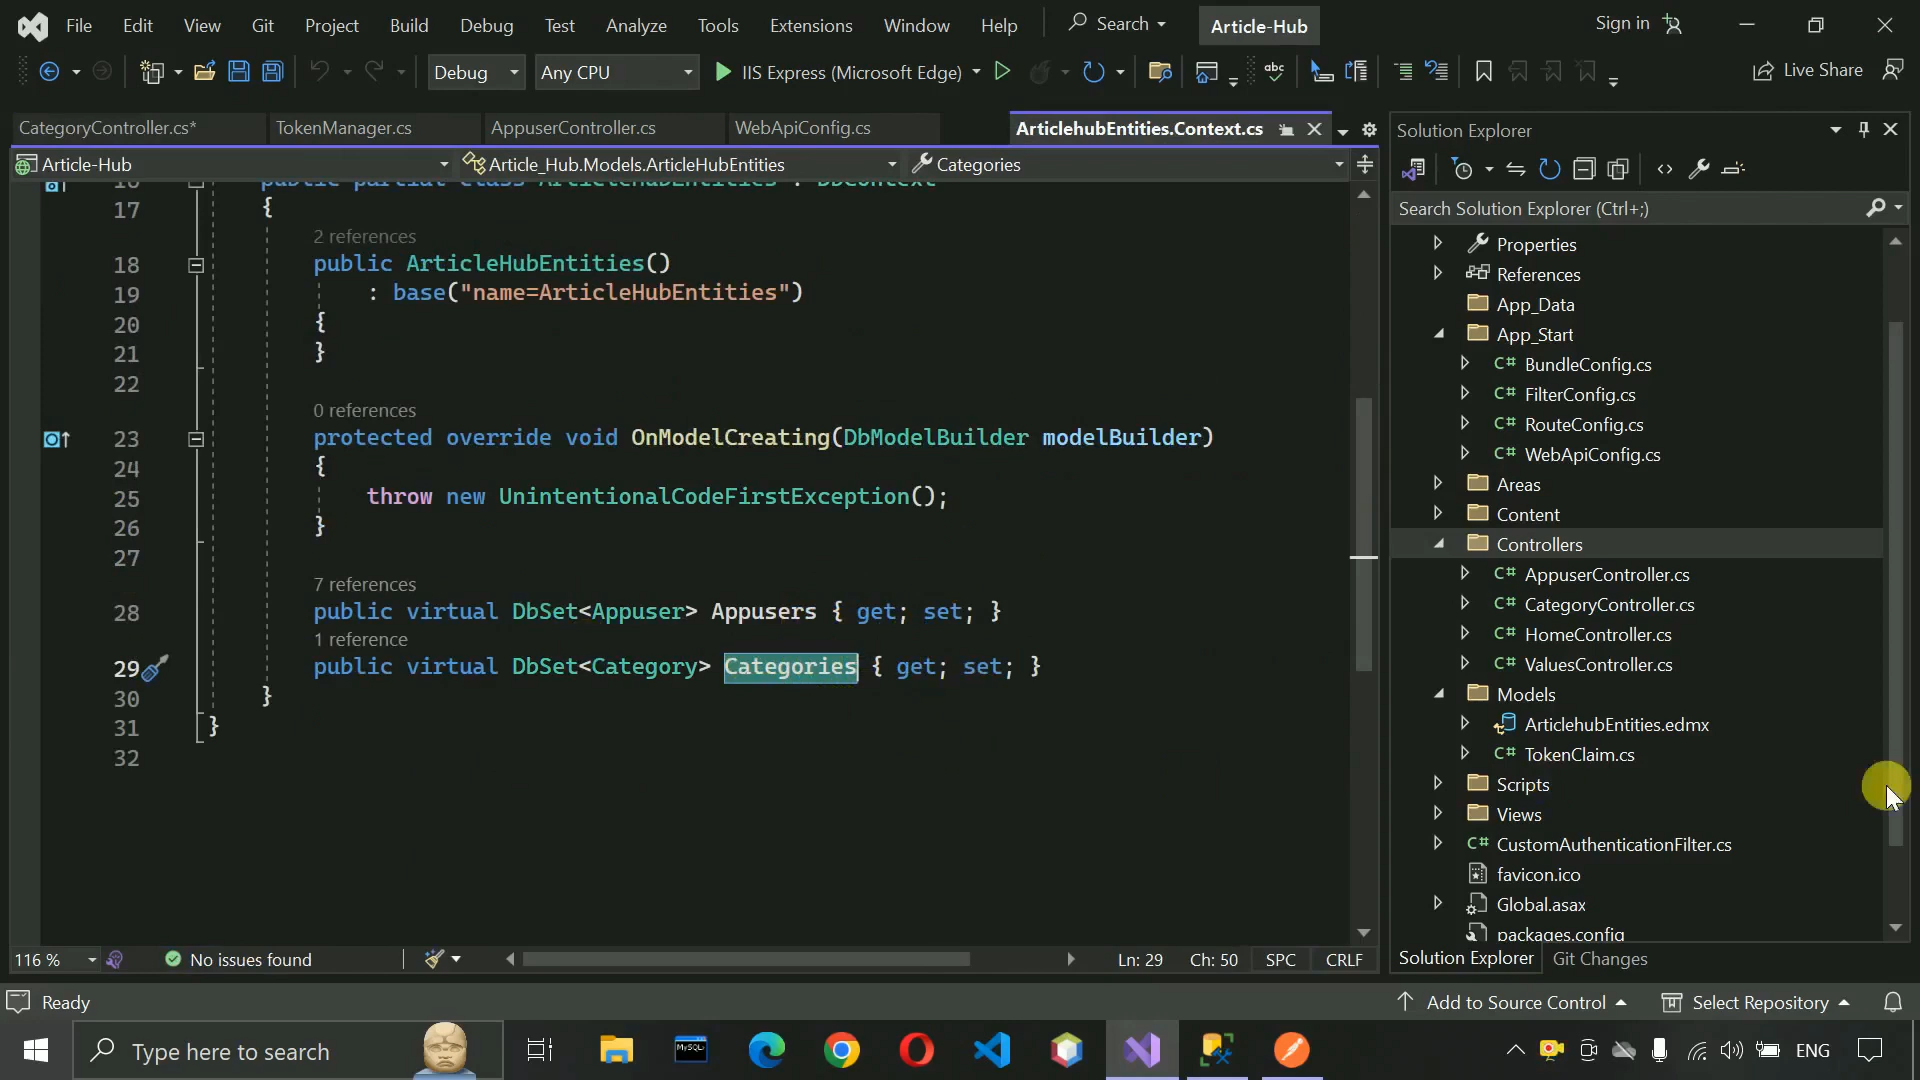 File Edit View Git Project Build Debug Test Analyze Tools Extensions Window Help Search Article-Hub Sign in
Debug Any CPU IIS Express (Microsoft Edge) Live Share
CategoryController.cs* TokenManager.cs AppuserController.cs WebApiConfig.cs ArticlehubEntities.Context.cs
Article-Hub Article_Hub.Models.ArticleHubEntities Categories
public partial class ArticleHubEntities : DbContext
17 {
2 references
18 public ArticleHubEntities()
19 : base("name=ArticleHubEntities")
20 {
21 }
22
0 references
23 protected override void OnModelCreating(DbModelBuilder modelBuilder)
24 {
25 throw new UnintentionalCodeFirstException();
26 }
27
7 references
28 public virtual DbSet<Appuser> Appusers { get; set; }
1 reference
29 public virtual DbSet<Category> Categories { get; set; }
30 }
31 }
32
116 % No issues found Ln: 29 Ch: 50 SPC CRLF
Solution Explorer
Search Solution Explorer (Ctrl+;)
Properties
References
App_Data
App_Start
C# BundleConfig.cs
C# FilterConfig.cs
C# RouteConfig.cs
C# WebApiConfig.cs
Areas
Content
Controllers
C# AppuserController.cs
C# CategoryController.cs
C# HomeController.cs
C# ValuesController.cs
Models
ArticlehubEntities.edmx
C# TokenClaim.cs
Scripts
Views
C# CustomAuthenticationFilter.cs
favicon.ico
Global.asax
packages.config
Solution Explorer Git Changes
Ready Add to Source Control Select Repository
Type here to search ENG